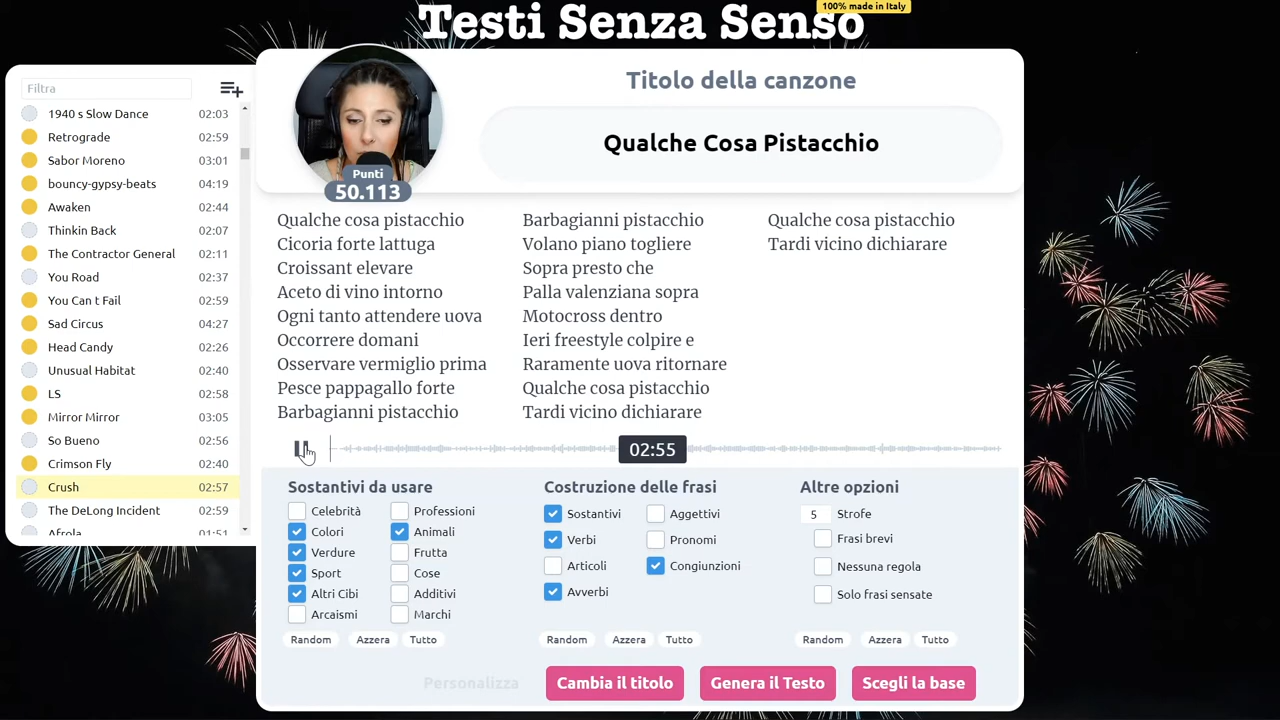 Testi Senza Senso
100% made in Italy
Filtra
1940 s Slow Dance 02:03
Retrograde 02:59
Sabor Moreno 03:01
bouncy-gypsy-beats 04:19
Awaken 02:44
Thinkin Back 02:07
The Contractor General 02:11
You Road 02:37
You Can t Fail 02:59
Sad Circus 04:27
Head Candy 02:26
Unusual Habitat 02:40
LS 02:58
Mirror Mirror 03:05
So Bueno 02:56
Crimson Fly 02:40
Crush 02:57
The DeLong Incident 02:59
Afrola 01:51
Punti
50.113
Titolo della canzone
Qualche Cosa Pistacchio
Qualche cosa pistacchio
Cicoria forte lattuga
Croissant elevare
Aceto di vino intorno
Ogni tanto attendere uova
Occorrere domani
Osservare vermiglio prima
Pesce pappagallo forte
Barbagianni pistacchio
Barbagianni pistacchio
Volano piano togliere
Sopra presto che
Palla valenziana sopra
Motocross dentro
Ieri freestyle colpire e
Raramente uova ritornare
Qualche cosa pistacchio
Tardi vicino dichiarare
Qualche cosa pistacchio
Tardi vicino dichiarare
02:55
Sostantivi da usare
Celebrità Professioni
Colori Animali
Verdure Frutta
Sport Cose
Altri Cibi Additivi
Arcaismi Marchi
Random Azzera Tutto
Costruzione delle frasi
Sostantivi Aggettivi
Verbi Pronomi
Articoli Congiunzioni
Avverbi
Random Azzera Tutto
Altre opzioni
5 Strofe
Frasi brevi
Nessuna regola
Solo frasi sensate
Random Azzera Tutto
Personalizza
Cambia il titolo
Genera il Testo
Scegli la base